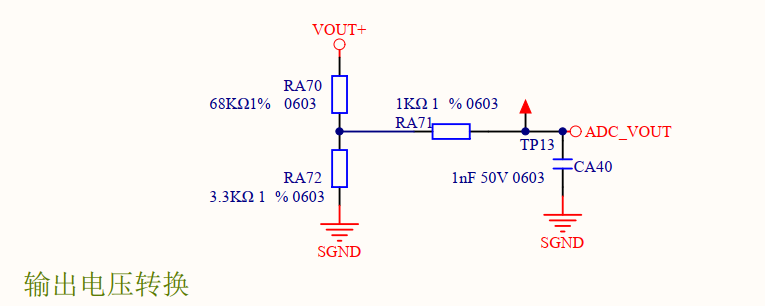 VOUT+
RA70
68KΩ1% 0603
1KΩ 1 % 0603
RA71
ADC_VOUT
TP13
CA40
1nF 50V 0603
RA72
3.3KΩ 1 % 0603
SGND
SGND
输出电压转换